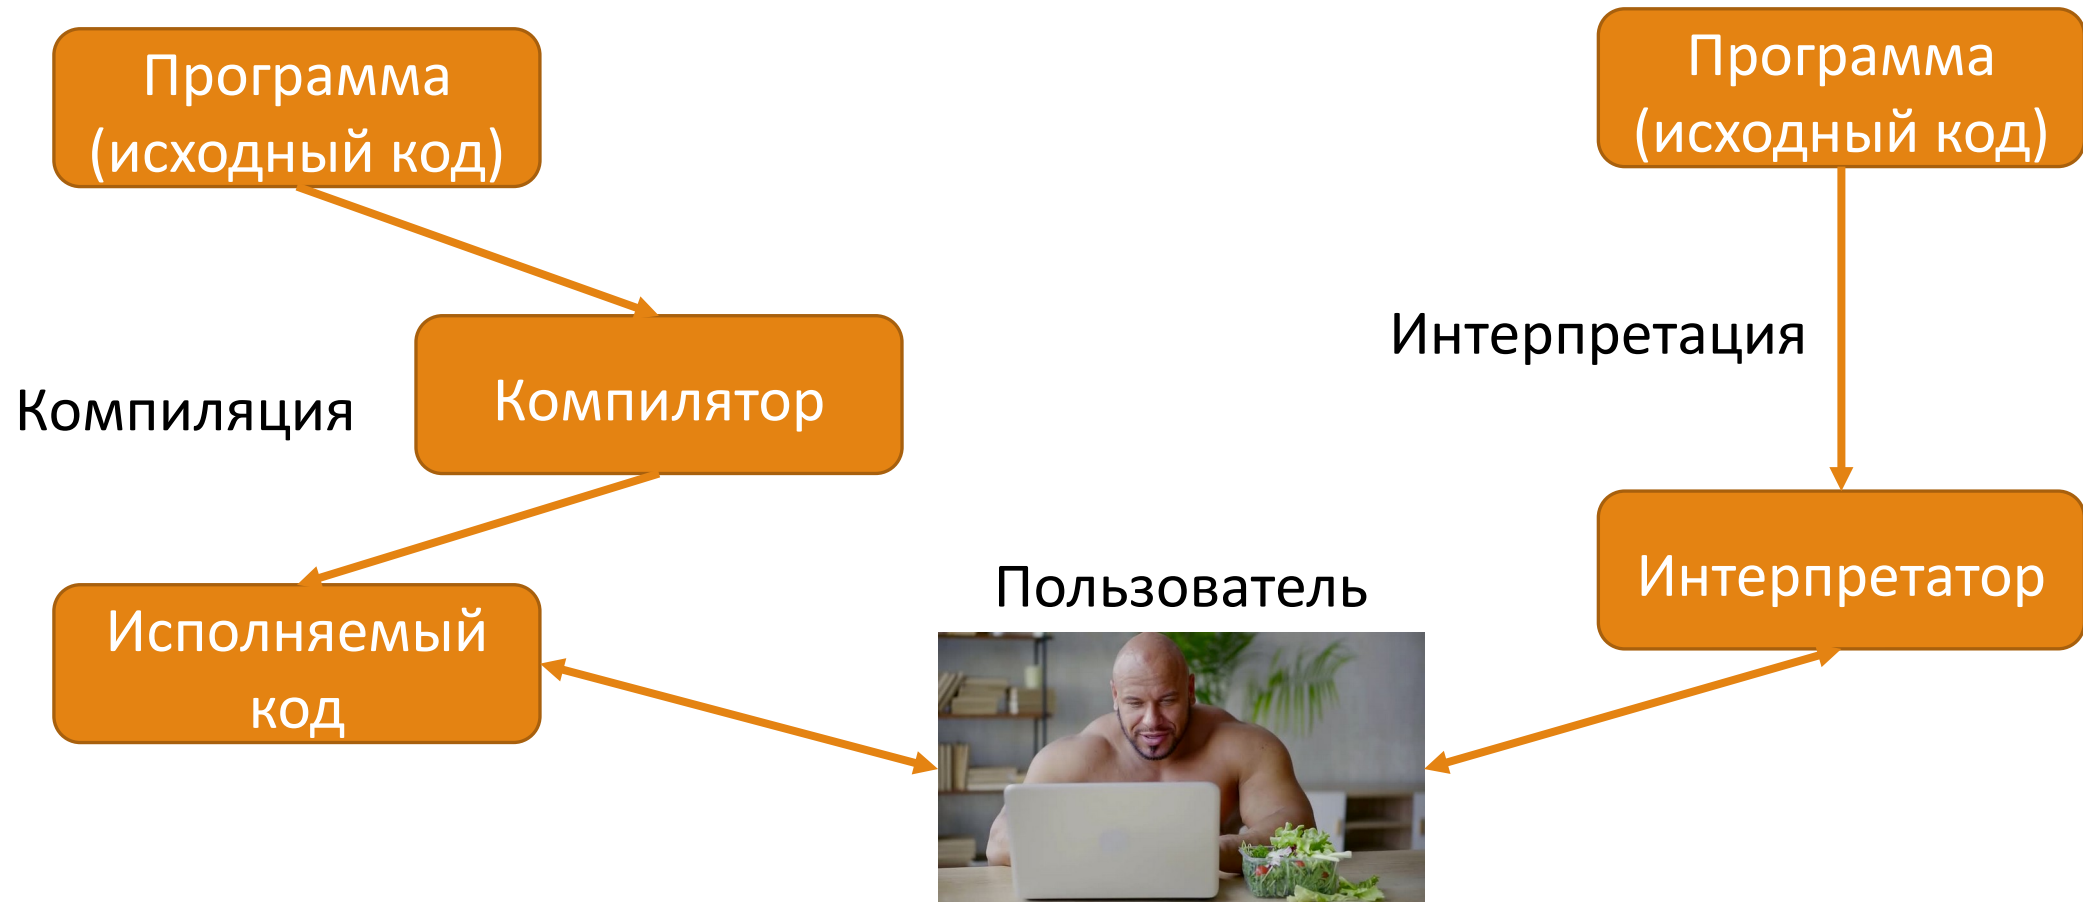 Программа
(исходный код)
Компилятор
Компиляция
Исполняемый
код
Пользователь
Программа
(исходный код)
Интерпретация
Интерпретатор